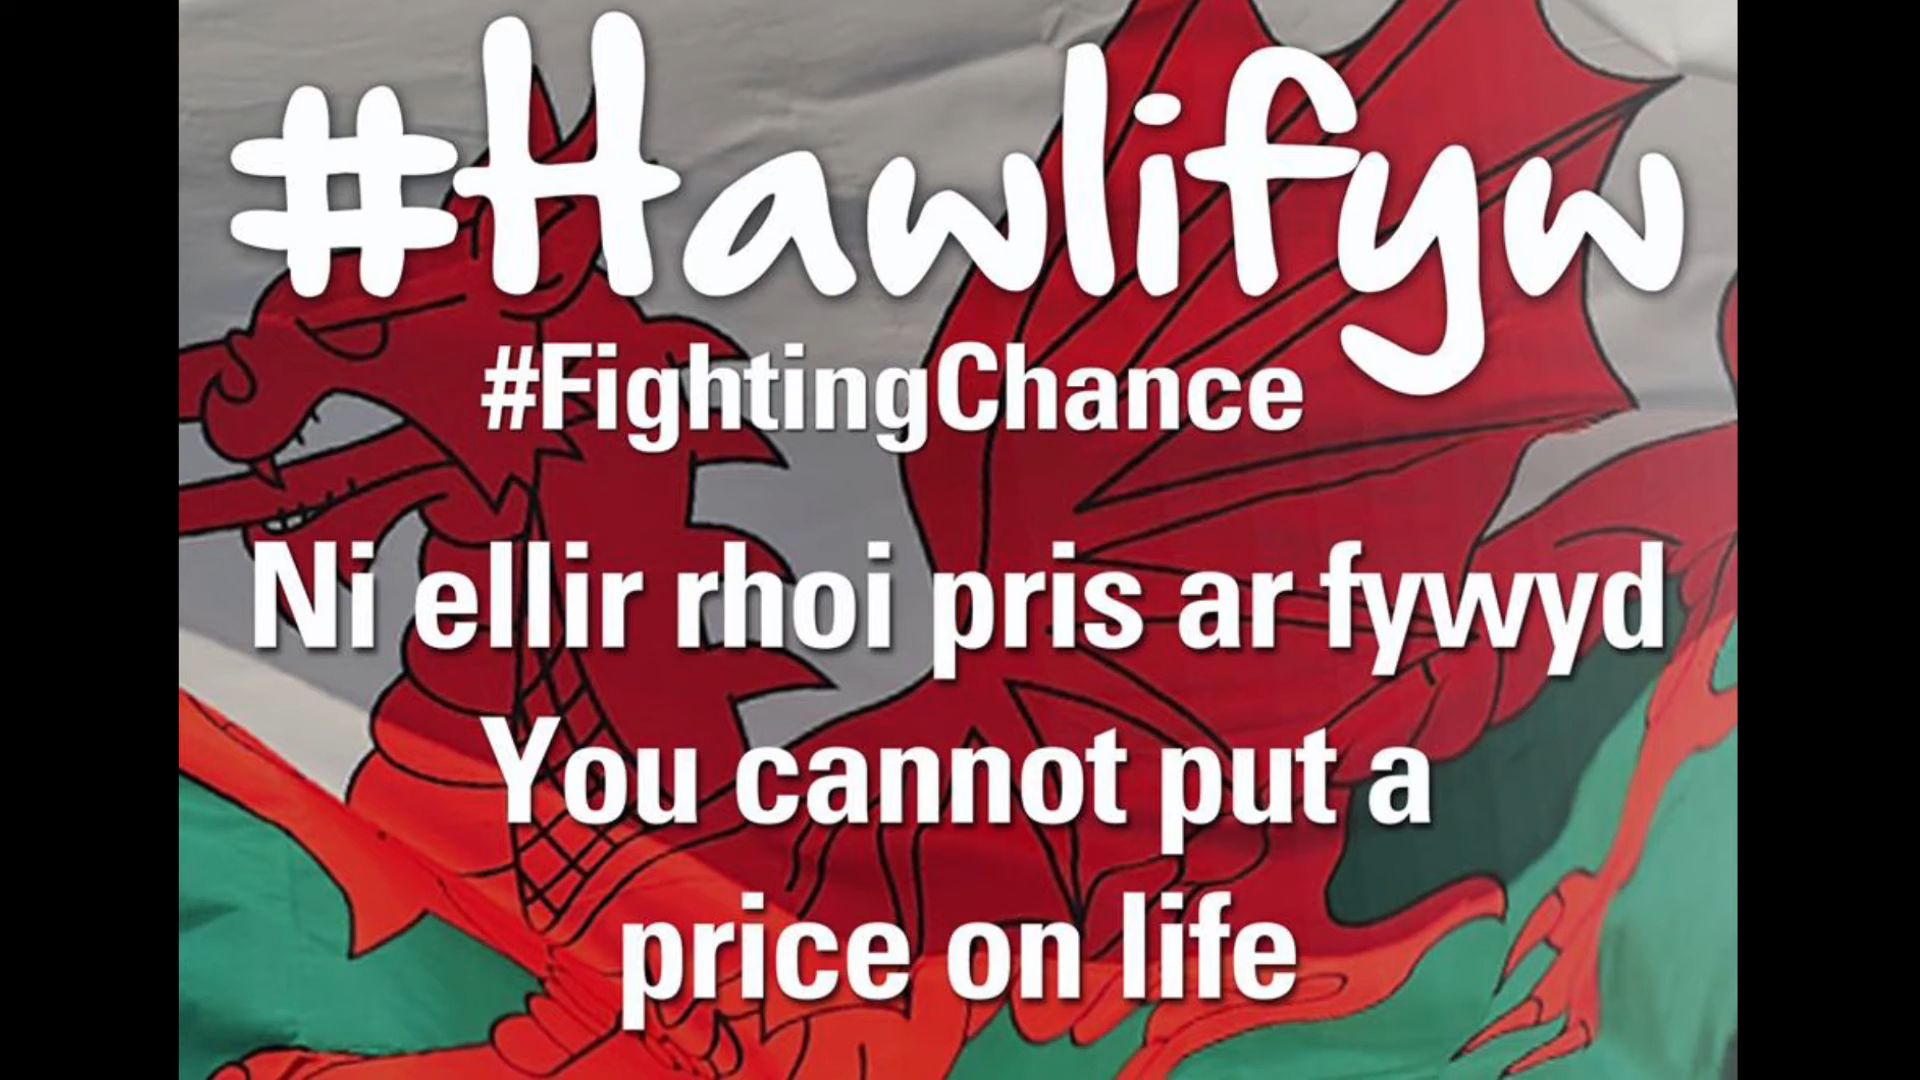 #Hawlifyw
#FightingChance
Ni ellir rhoi pris ar fywyd
You cannot put a
price on life